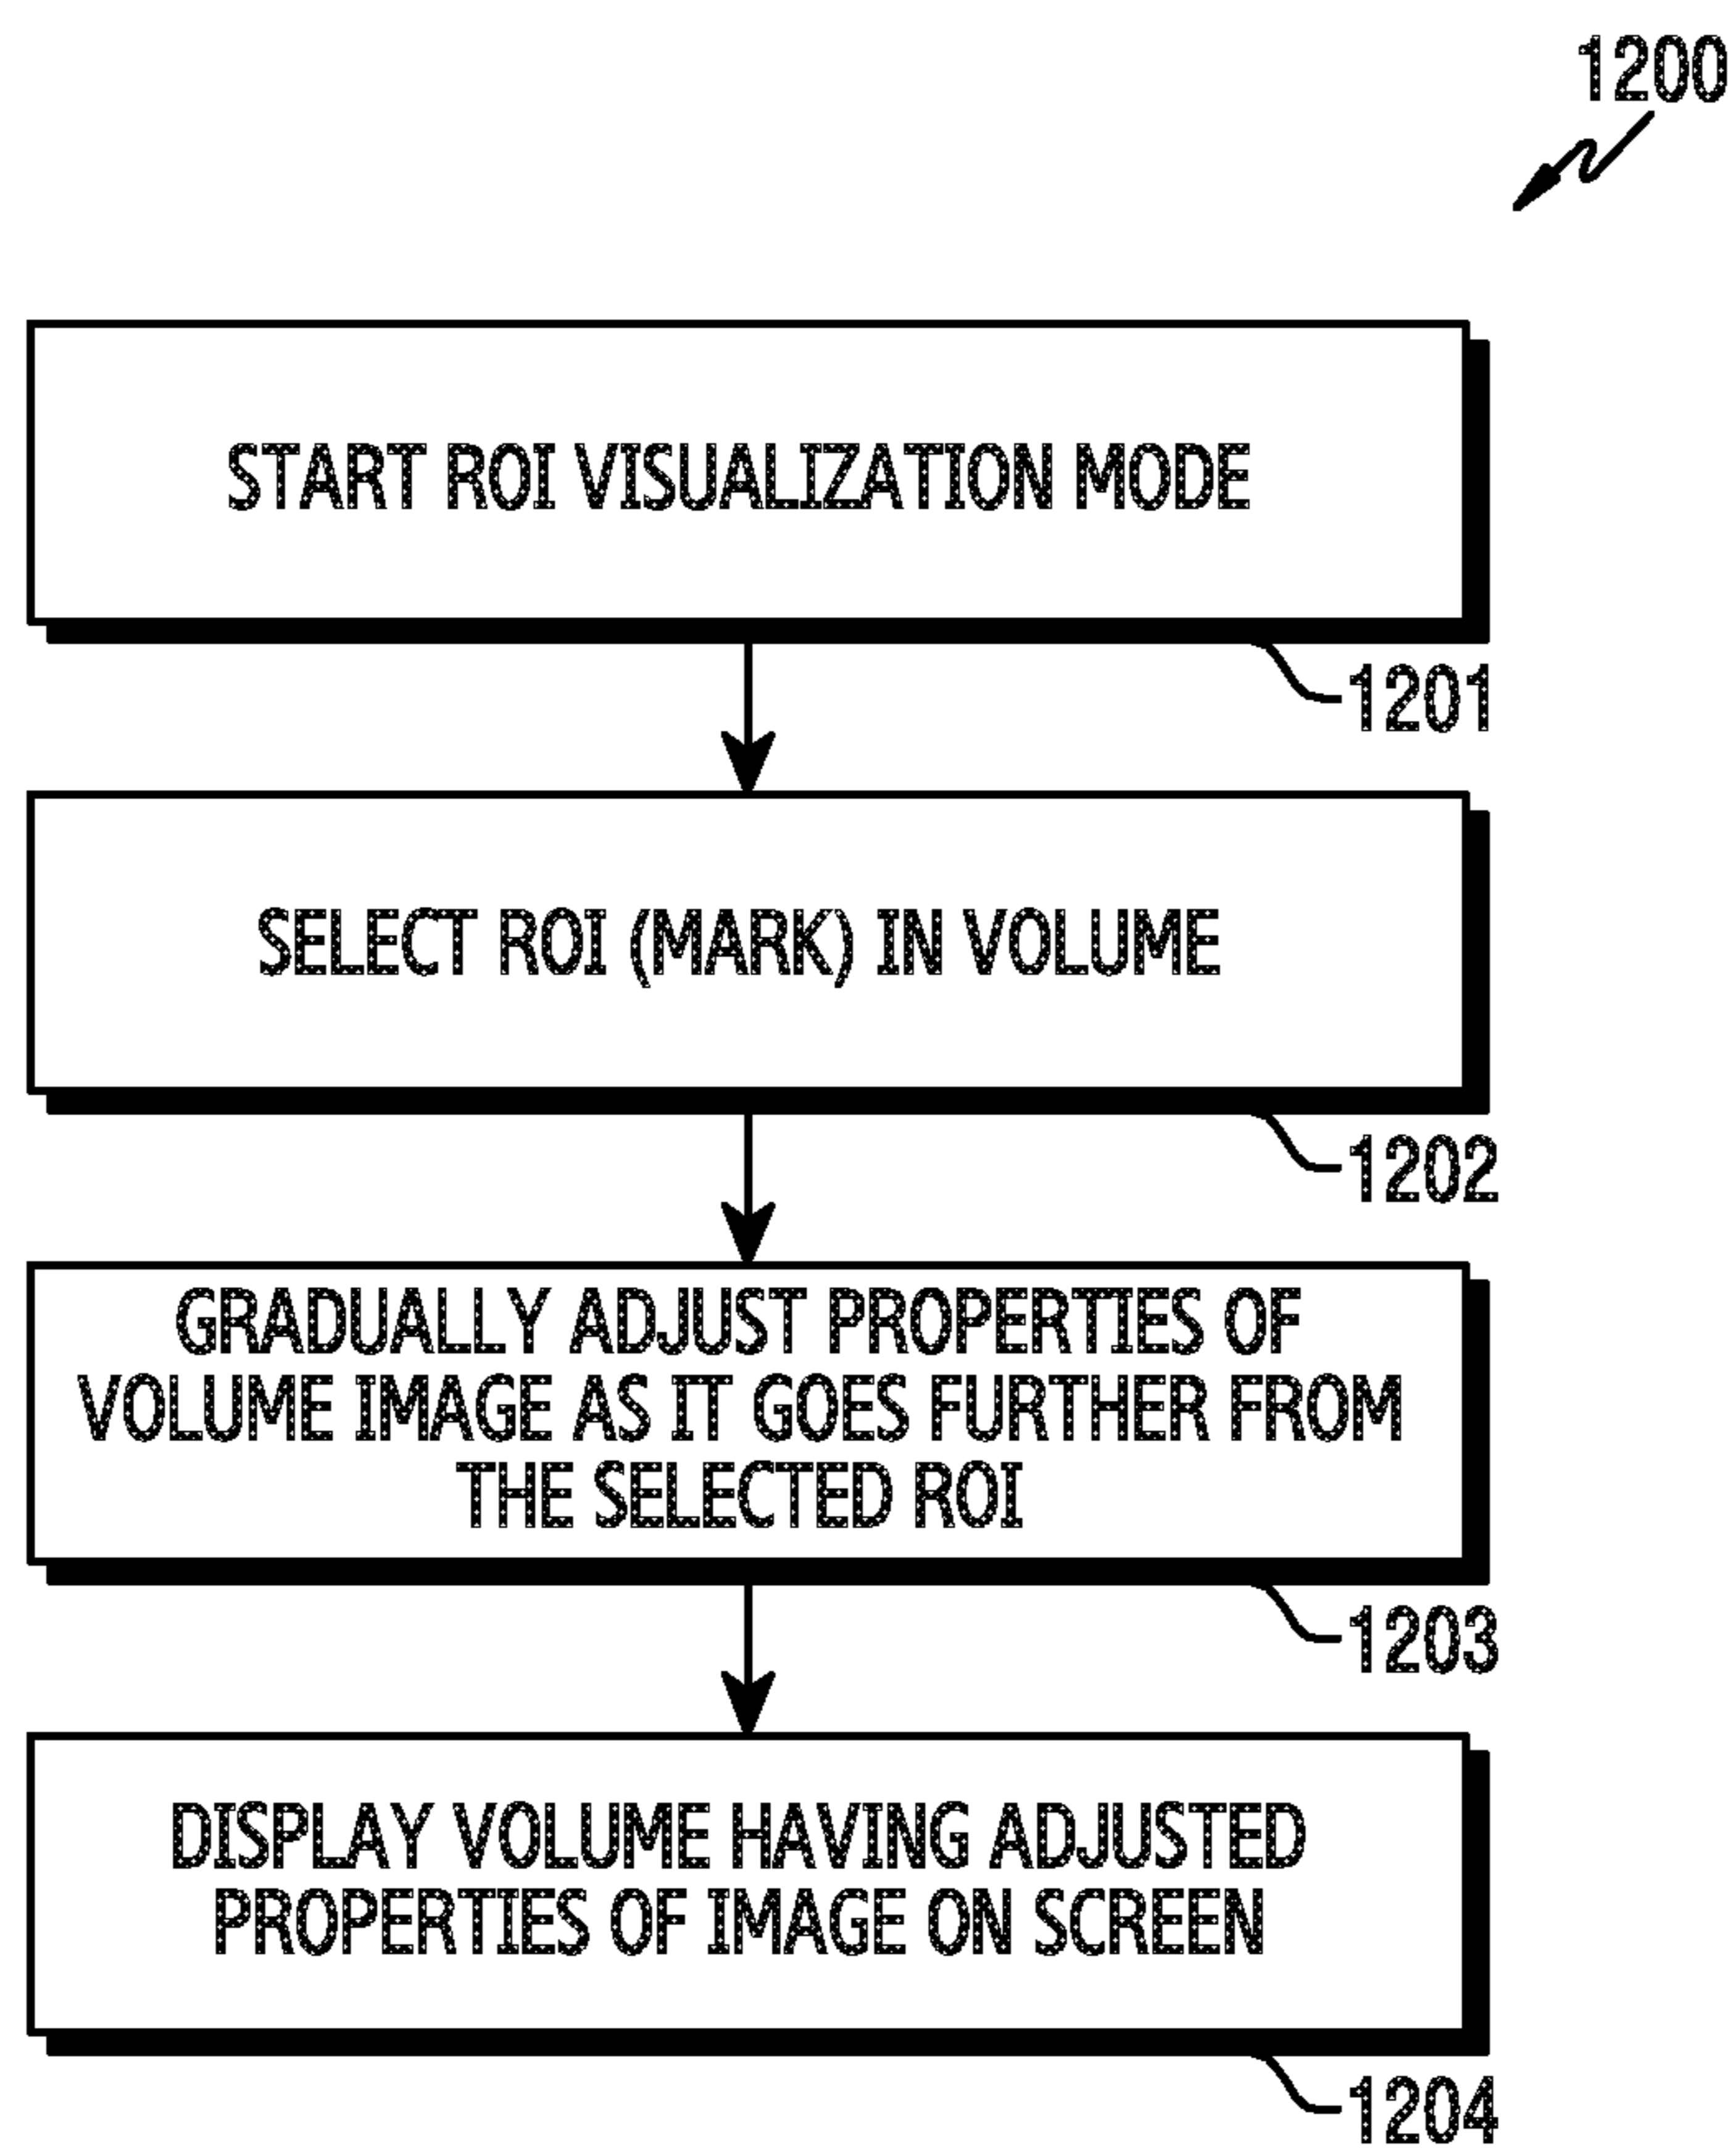 1200
START ROI VISUALIZATION MODE
1201
SELECT ROI (MARK) IN VOLUME
1202
GRADUALLY ADJUST PROPERTIES OF
VOLUME IMAGE AS IT GOES FURTHER FROM
THE SELECTED ROI
1203
DISPLAY VOLUME HAVING ADJUSTED
PROPERTIES OF IMAGE ON SCREEN
1204